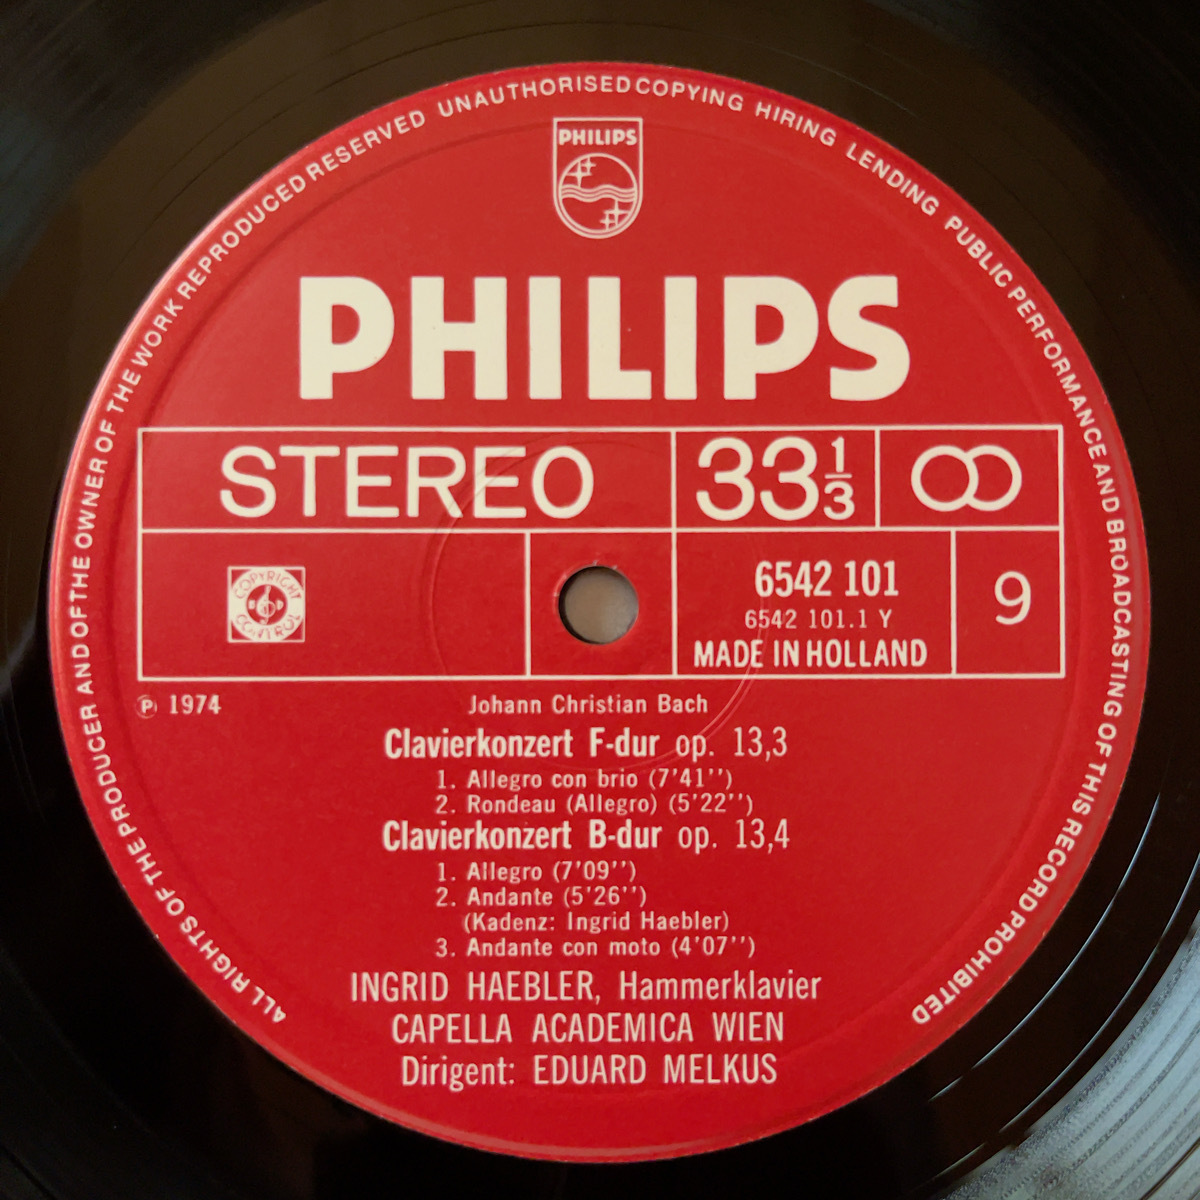 ALL RIGHTS OF THE PRODUCER AND OF THE OWNER OF THE WORK REPRODUCED RESERVED UNAUTHORISED COPYING HIRING LENDING PUBLIC PERFORMANCE AND BROADCASTING OF THIS RECORD PROHIBITED
PHILIPS
PHILIPS
STEREO 33 1/3
COPYRIGHT
CONTROL
6542 101
6542 101.1 Y
MADE IN HOLLAND
9
℗ 1974
Johann Christian Bach
Clavierkonzert F-dur op. 13,3
1. Allegro con brio (7'41'')
2. Rondeau (Allegro) (5'22'')
Clavierkonzert B-dur op. 13,4
1. Allegro (7'09'')
2. Andante (5'26'')
(Kadenz: Ingrid Haebler)
3. Andante con moto (4'07'')
INGRID HAEBLER, Hammerklavier
CAPELLA ACADEMICA WIEN
Dirigent: EDUARD MELKUS